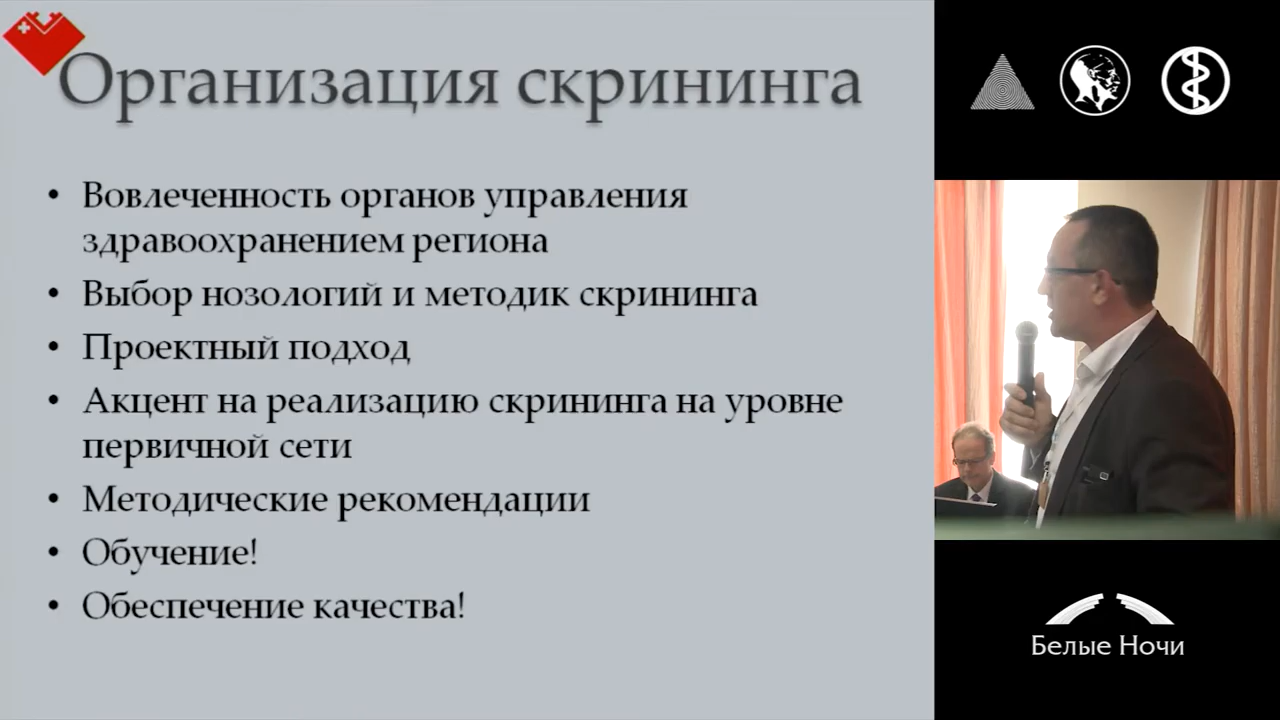 Организация скрининга
• Вовлеченность органов управления
здравоохранением региона
• Выбор нозологий и методик скрининга
• Проектный подход
• Акцент на реализацию скрининга на уровне
первичной сети
• Методические рекомендации
• Обучение!
• Обеспечение качества!
Белые Ночи